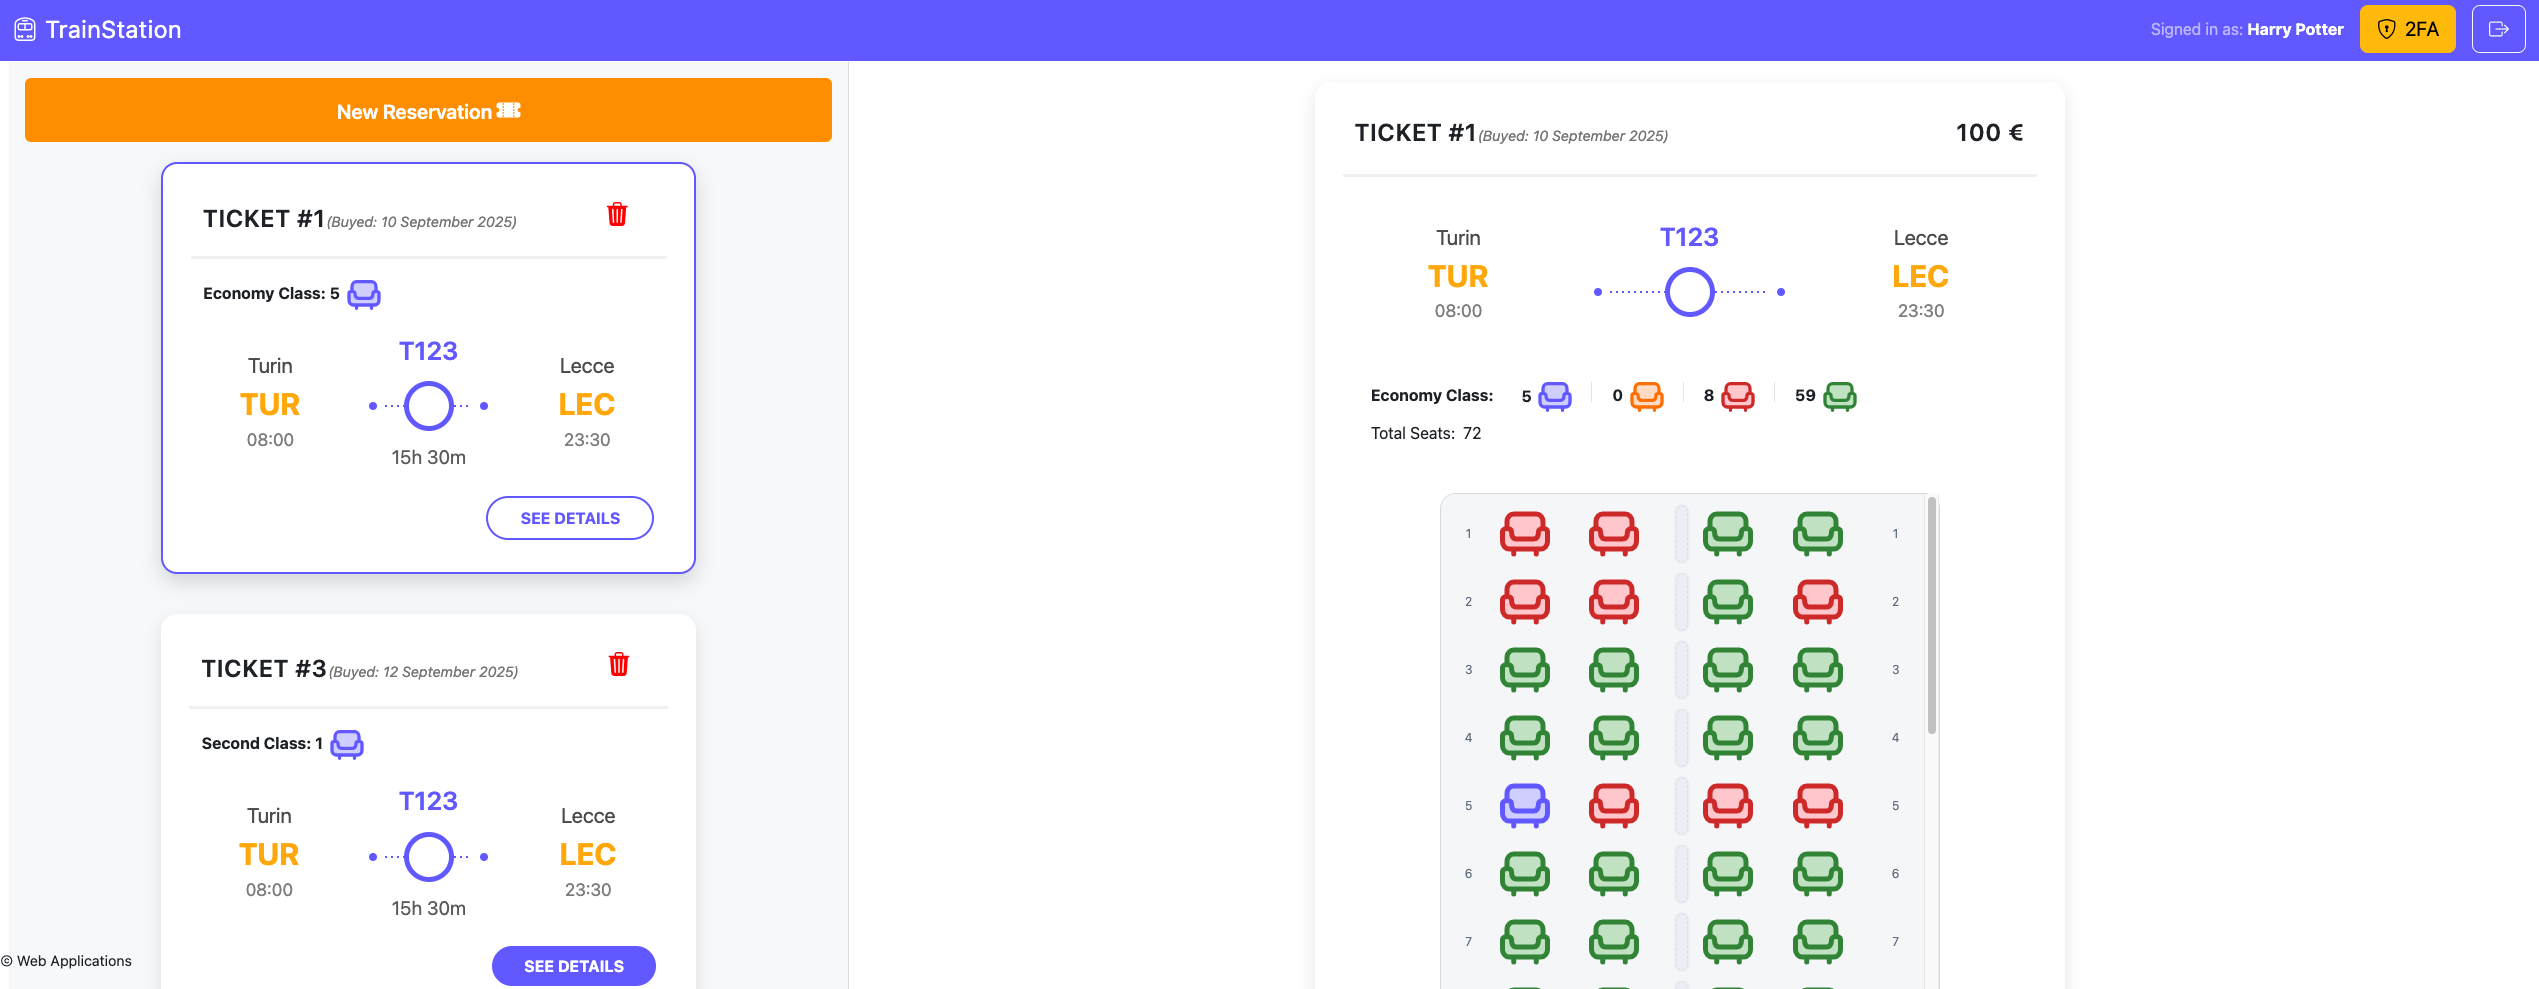 TrainStation
Signed in as: Harry Potter
2FA
New Reservation
TICKET #1 (Buyed: 10 September 2025)
Economy Class: 5
T123
Turin
Lecce
TUR
LEC
08:00
23:30
15h 30m
SEE DETAILS
TICKET #3 (Buyed: 12 September 2025)
Second Class: 1
T123
Turin
Lecce
TUR
LEC
08:00
23:30
15h 30m
SEE DETAILS
© Web Applications
TICKET #1 (Buyed: 10 September 2025) 100 €
Turin
T123
Lecce
TUR
LEC
08:00
23:30
Economy Class: 5 0 8 59
Total Seats: 72
1 1
2 2
3 3
4 4
5 5
6 6
7 7